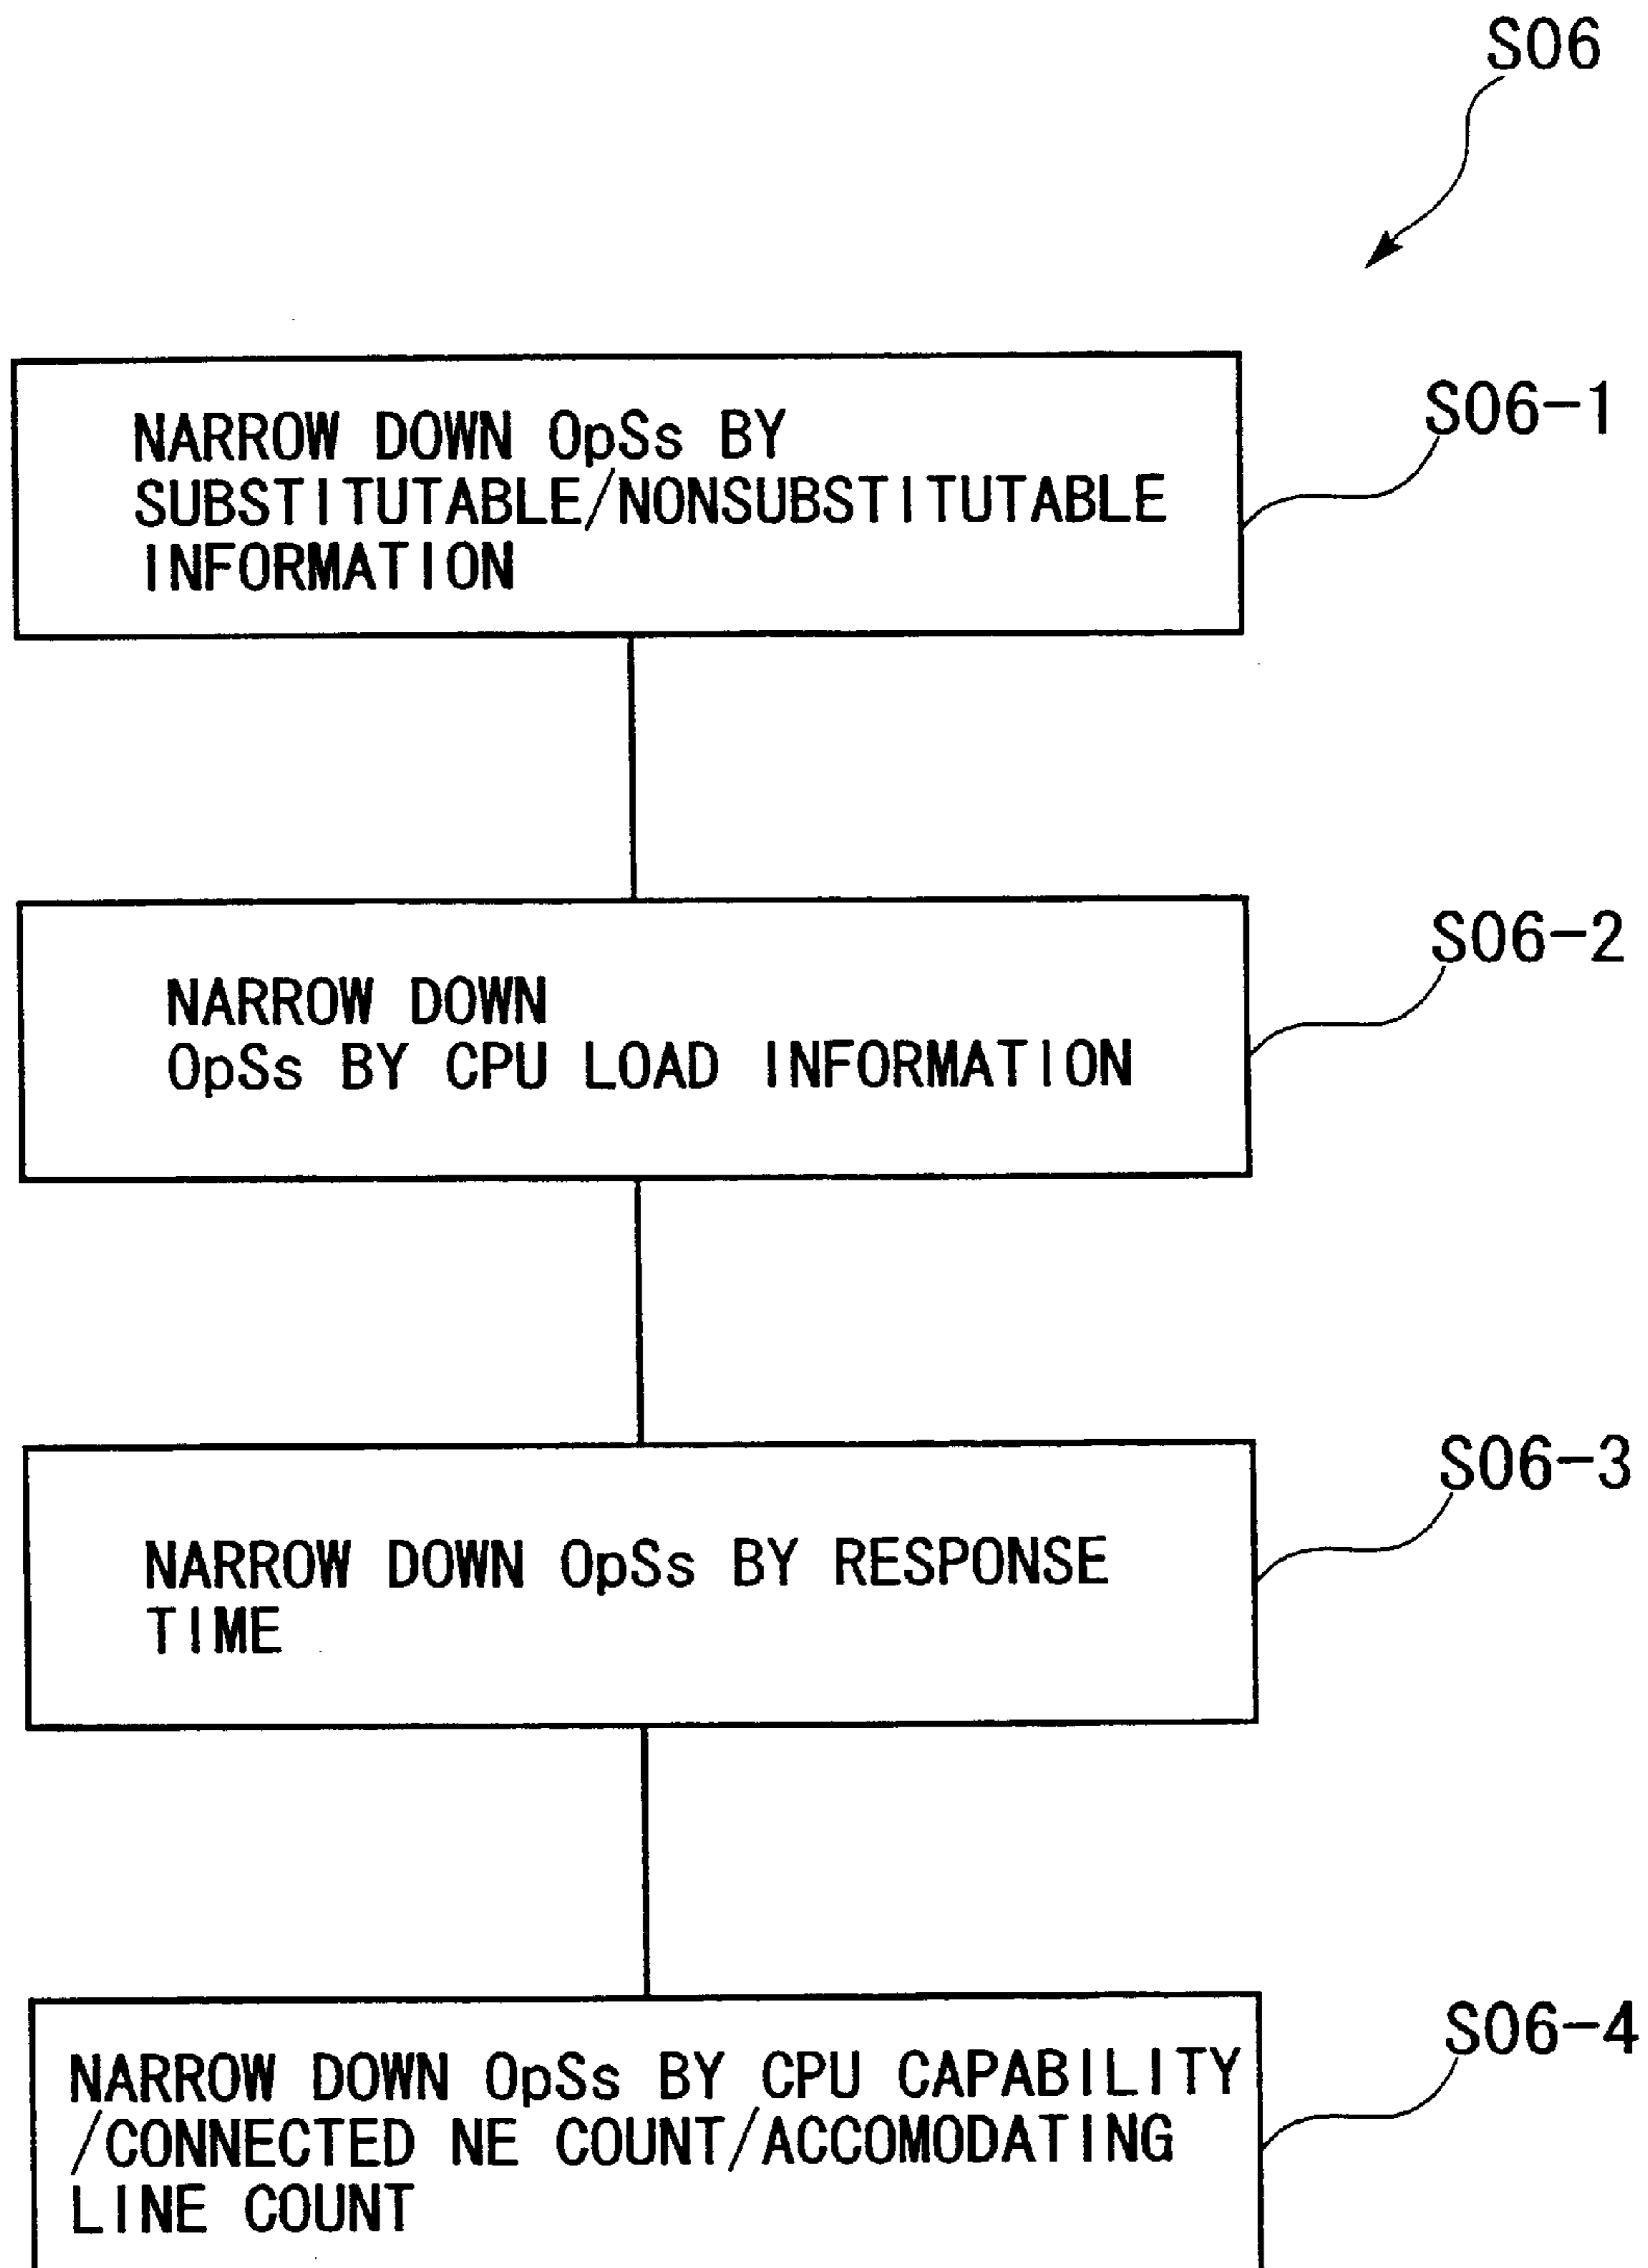 S06
NARROW DOWN OpSs BY
SUBSTITUTABLE/NONSUBSTITUTABLE
INFORMATION
S06-1
NARROW DOWN
OpSs BY CPU LOAD INFORMATION
S06-2
NARROW DOWN OpSs BY RESPONSE
TIME
S06-3
NARROW DOWN OpSs BY CPU CAPABILITY
/CONNECTED NE COUNT/ACCOMODATING
LINE COUNT
S06-4